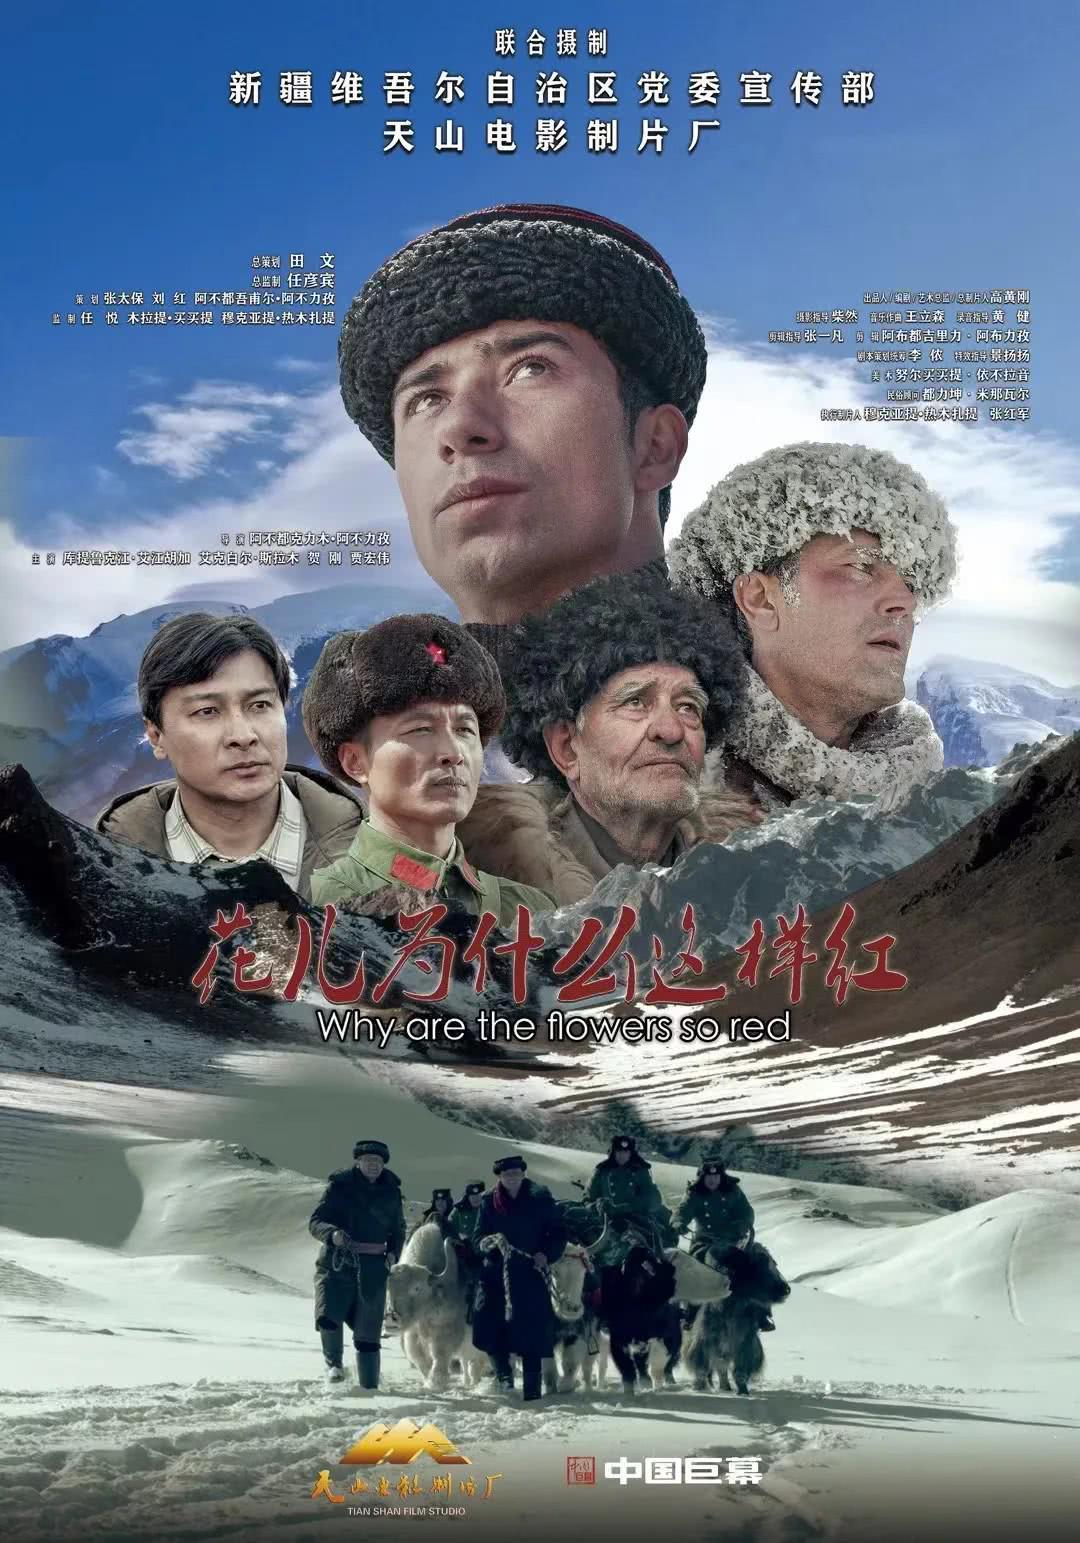 联合摄制
新疆维吾尔自治区党委宣传部
天山电影制片厂
总策划 田 文
总监制 任彦宾
策 划 张太保 刘 红 阿不都吾甫尔·阿不力孜
监 制 任 悦 木拉提·买买提 穆克亚提·热木扎提
出品人/编剧/艺术总监/总制片人 高黄刚
摄影指导 柴然 音乐作曲 王立森 录音指导 黄 健
剪辑指导 张一凡 剪 辑 阿布都吉里力·阿布力孜
剧本策划统筹 李 侬 特效指导 景扬扬
美 术 努尔买买提·依不拉音
民俗顾问 都力坤·米那瓦尔
执行制片人 穆克亚提·热木扎提 张红军
导 演 阿不都克力木·阿不力孜
主 演 库提鲁克江·艾江胡加 艾克白尔·斯拉木 贺 刚 贾宏伟
花儿为什么这样红
Why are the flowers so red
天山电影制片厂
TIAN SHAN FILM STUDIO
中国巨幕